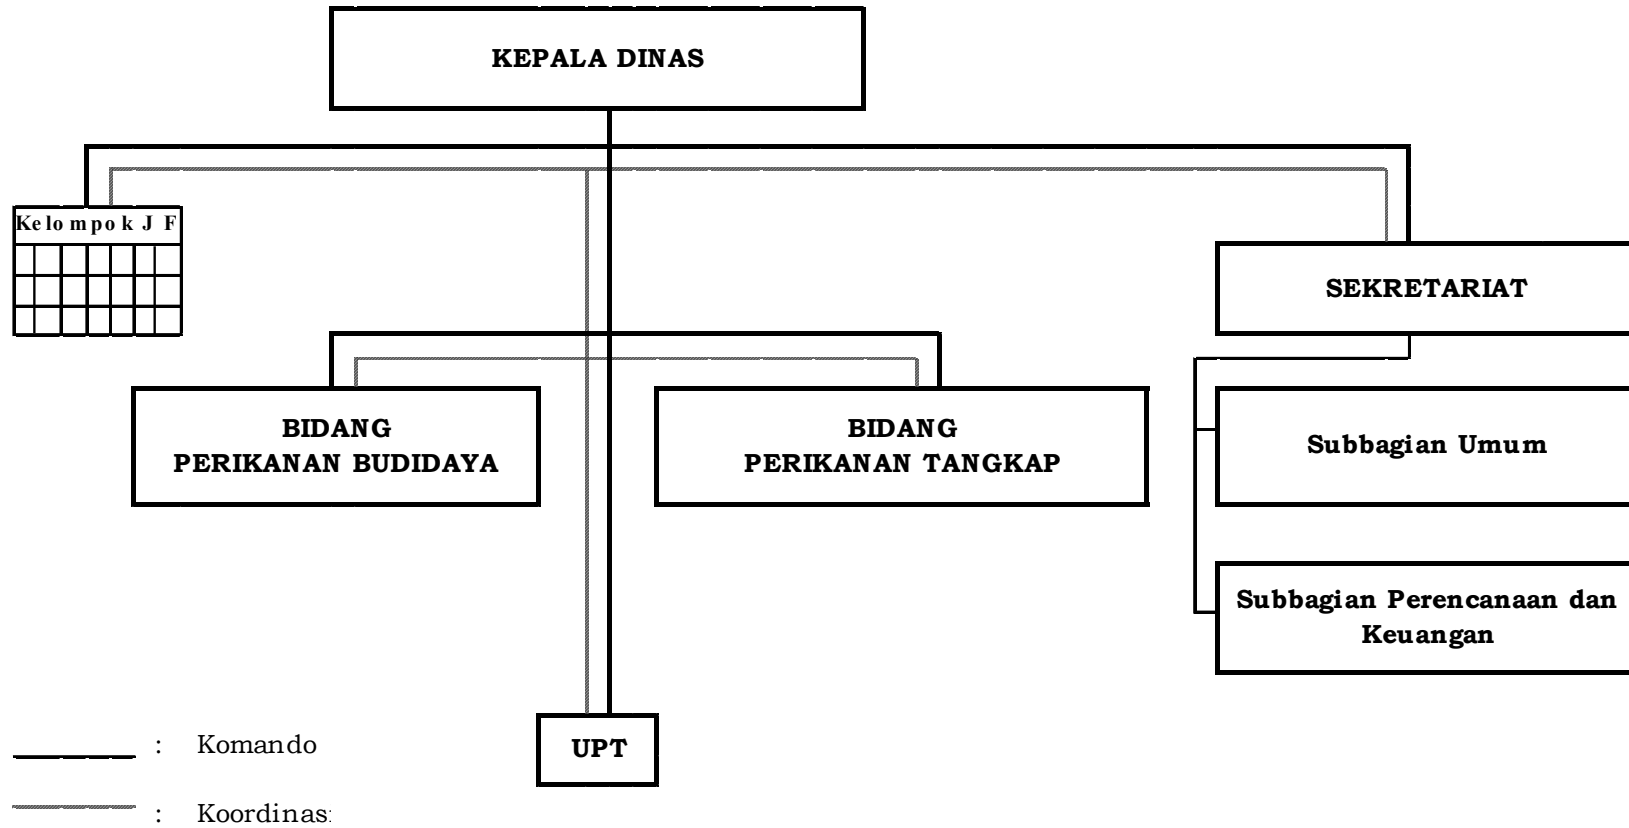 KEPALA DINAS
Kelompok J F
SEKRETARIAT
BIDANG
PERIKANAN BUDIDAYA
BIDANG
PERIKANAN TANGKAP
Subbagian Umum
Subbagian Perencanaan dan
Keuangan
UPT
: Komando
: Koordinasi